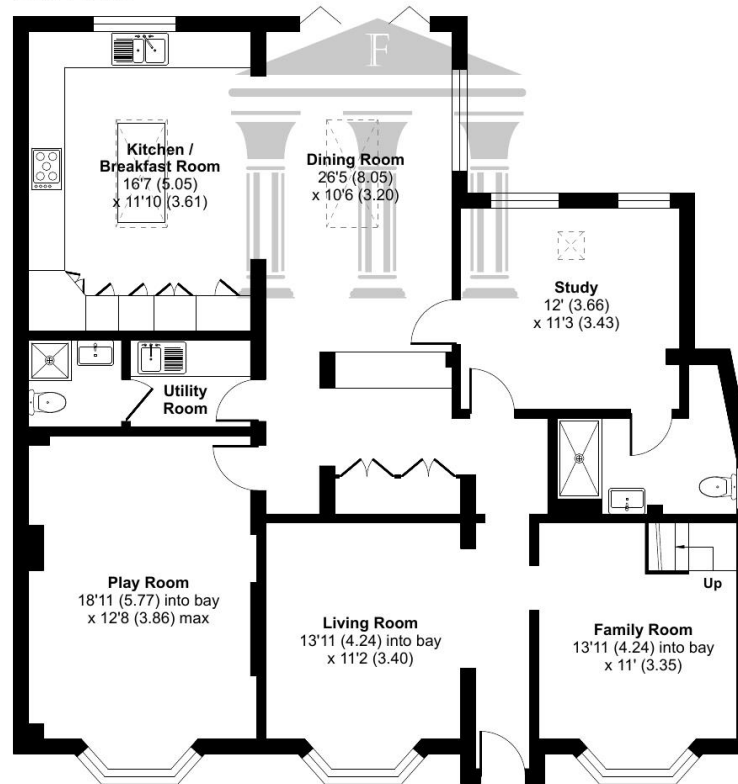 F
Kitchen /
Breakfast Room
16'7 (5.05)
x 11'10 (3.61)
Dining Room
26'5 (8.05)
x 10'6 (3.20)
Study
12' (3.66)
x 11'3 (3.43)
Utility
Room
Play Room
18'11 (5.77) into bay
x 12'8 (3.86) max
Living Room
13'11 (4.24) into bay
x 11'2 (3.40)
Up
Family Room
13'11 (4.24) into bay
x 11' (3.35)